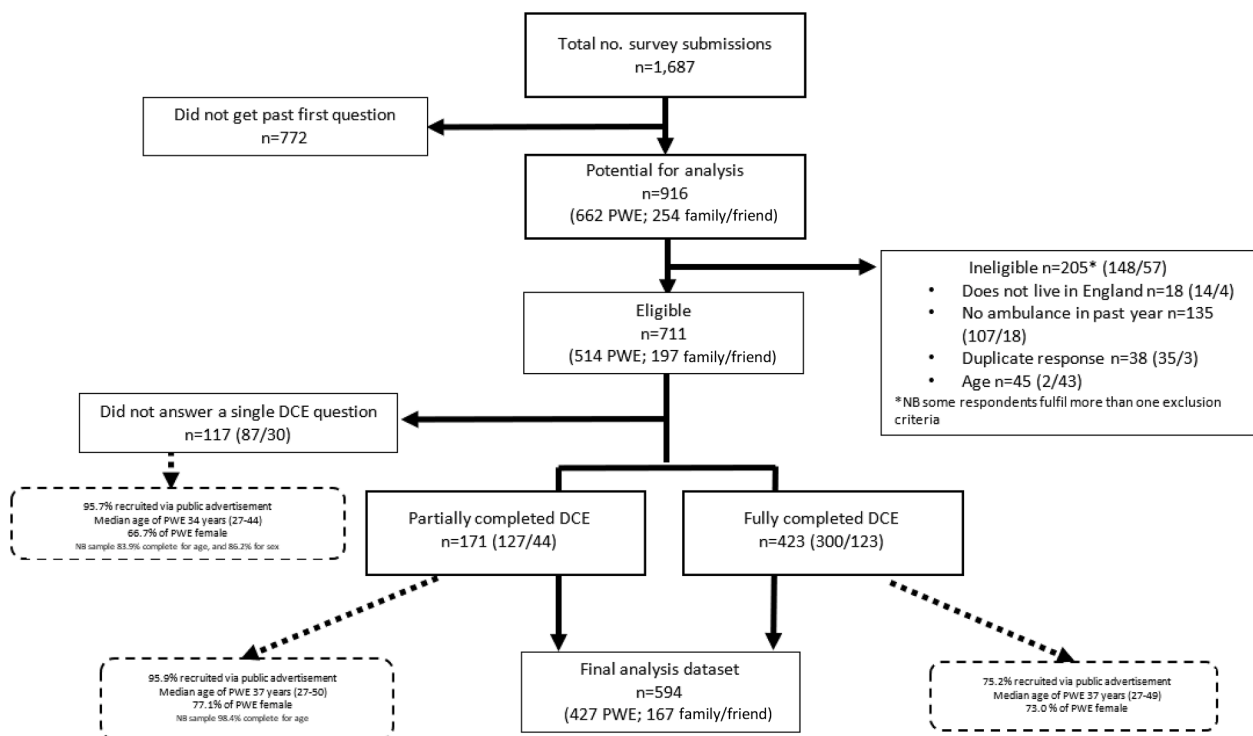 Total no. survey submissions
n=1,687
Did not get past first question
n=772
Potential for analysis
n=916
(662 PWE; 254 family/friend)
Ineligible n=205* (148/57)
• Does not live in England n=18 (14/4)
• No ambulance in past year n=135
(107/18)
• Duplicate response n=38 (35/3)
• Age n=45 (2/43)
*NB some respondents fulfil more than one exclusion
criteria
Eligible
n=711
(514 PWE; 197 family/friend)
Did not answer a single DCE question
n=117 (87/30)
95.7% recruited via public advertisement
Median age of PWE 34 years (27-44)
66.7% of PWE female
NB sample 83.9% complete for age, and 86.2% for sex
Partially completed DCE
n=171 (127/44)
Fully completed DCE
n=423 (300/123)
95.9% recruited via public advertisement
Median age of PWE 37 years (27-50)
77.1% of PWE female
NB sample 98.4% complete for age
Final analysis dataset
n=594
(427 PWE; 167 family/friend)
75.2% recruited via public advertisement
Median age of PWE 37 years (27-49)
73.0 % of PWE female